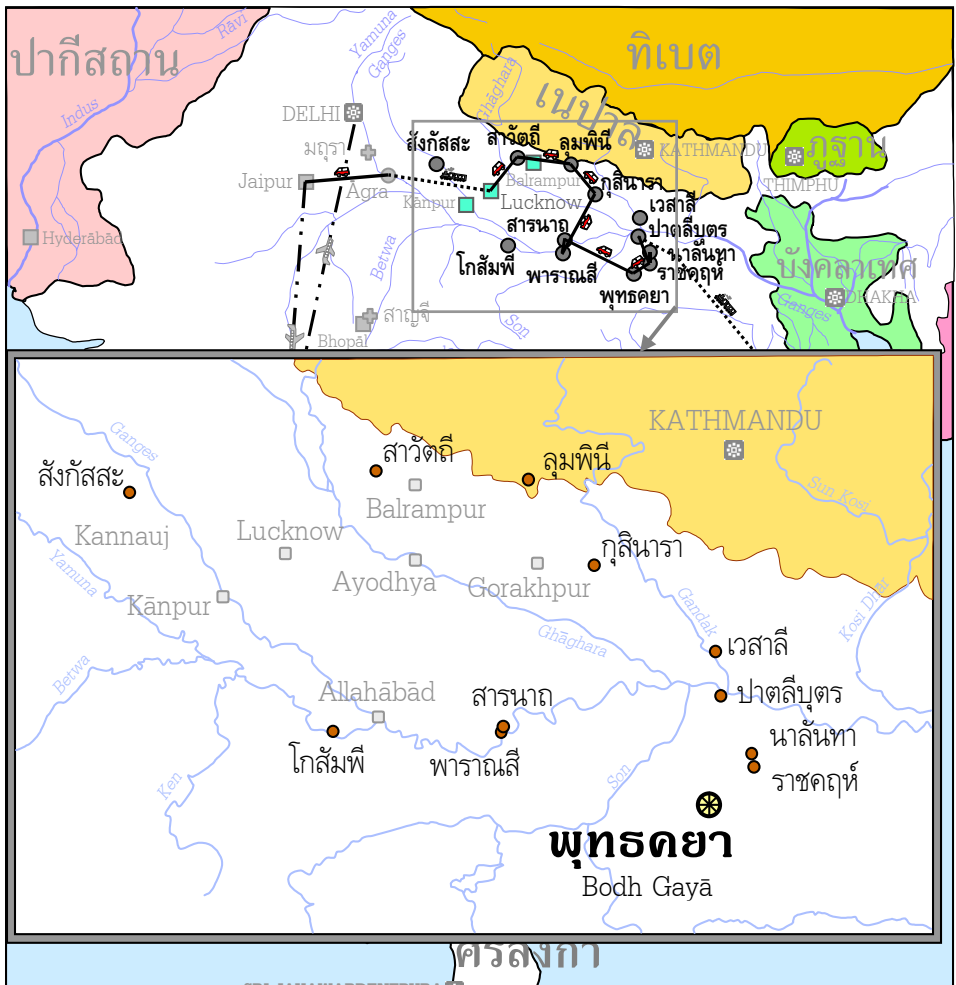 Rāvi
ปากีสถาน
Indus
Yamuna
Ganges
Ghāghara
ทิเบต
เนปาล
DELHI
มถุรา
สังกัสสะ
สาวัตถี
ลุมพินี
KATHMANDU
ภูฐาน
THIMPHU
Jaipur
Agra
Balrampur
Kānpur
Lucknow
กุสินารา
เวสาลี
ปาตลีบุตร
นาลันทา
ราชคฤห์
สารนาถ
โกสัมพี
พาราณสี
พุทธคยา
Hyderābād
Betwa
สาญจี
Bhopāl
Son
บังคลาเทศ
Ganges
DHAKHA
KATHMANDU
Ganges
สังกัสสะ
สาวัตถี
ลุมพินี
Sun Kosi
Balrampur
Kannauj
Lucknow
กุสินารา
Yamuna
Ayodhya
Gorakhpur
Kānpur
Gandak
Kosi Dhār
Ghāghara
เวสาลี
Betwa
Allahābād
สารนาถ
ปาตลีบุตร
โกสัมพี
พาราณสี
นาลันทา
ราชคฤห์
Ken
Son
พุทธคยา
Bodh Gayā
ศรีลังกา